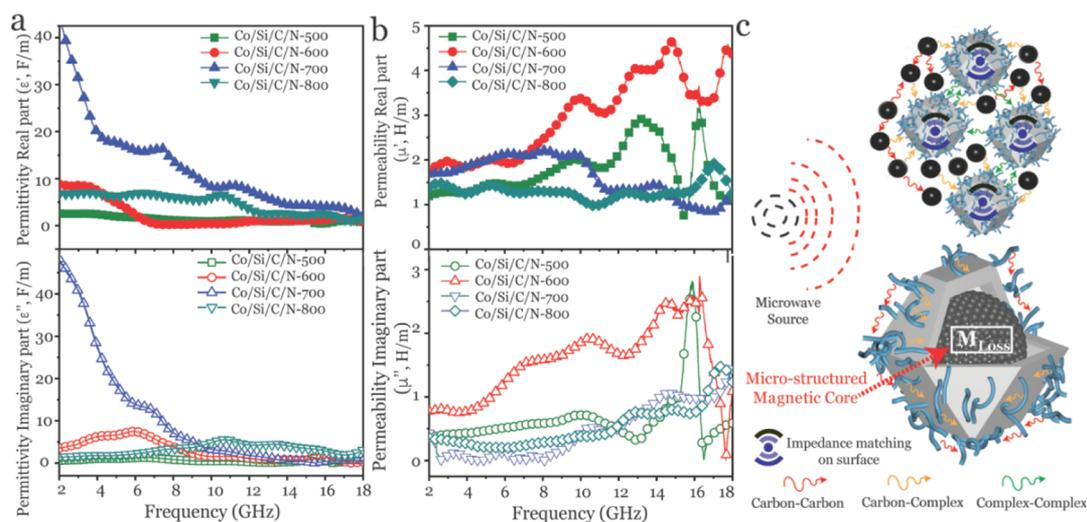 a
Permittivity Real part (ε', F/m)
40
30
20
10
0
Co/Si/C/N-500
Co/Si/C/N-600
Co/Si/C/N-700
Co/Si/C/N-800
Permittivity Imaginary part (ε'', F/m)
40
20
0
Co/Si/C/N-500
Co/Si/C/N-600
Co/Si/C/N-700
Co/Si/C/N-800
2 4 6 8 10 12 14 16 18
Frequency (GHz)
b
Permeability Real part
(μ', H/m)
5
4
3
2
1
0
Co/Si/C/N-500
Co/Si/C/N-600
Co/Si/C/N-700
Co/Si/C/N-800
Permeability Imaginary part
(μ'', H/m)
3
2
1
0
Co/Si/C/N-500
Co/Si/C/N-600
Co/Si/C/N-700
Co/Si/C/N-800
2 4 6 8 10 12 14 16 18
Frequency (GHz)
c
Microwave
Source
M Loss
Micro-structured
Magnetic Core
Impedance matching
on surface
Carbon-Carbon
Carbon-Complex
Complex-Complex